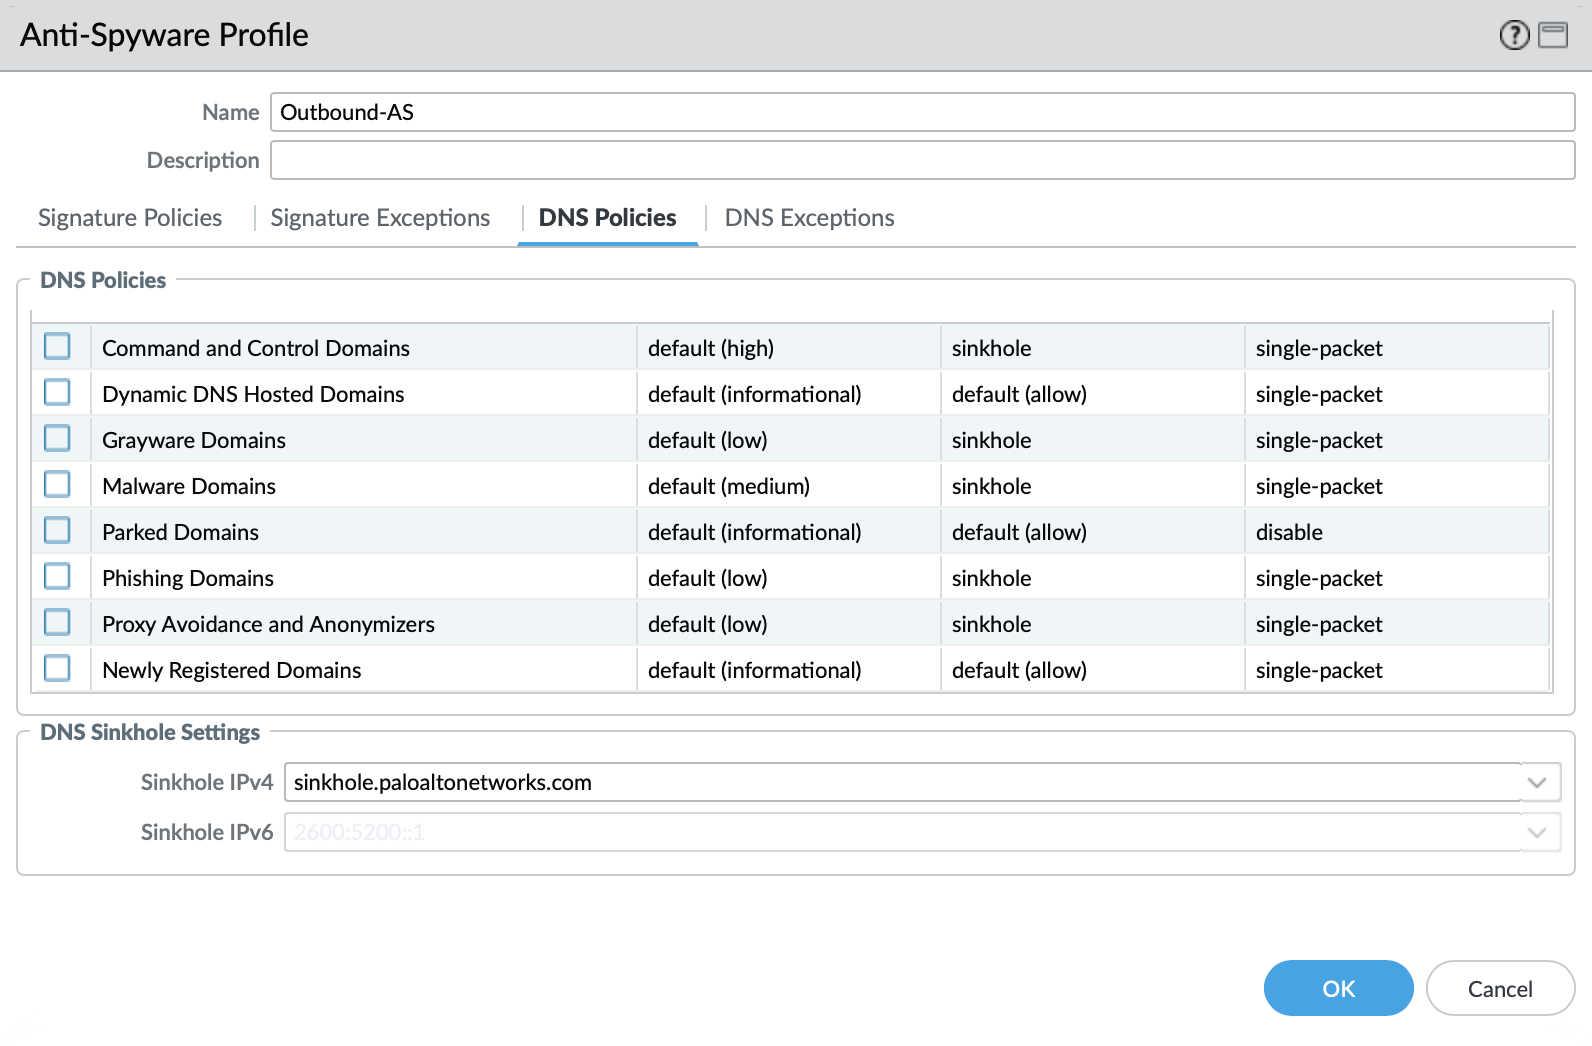 Anti-Spyware Profile
Name Outbound-AS
Description
Signature Policies Signature Exceptions DNS Policies DNS Exceptions
DNS Policies
Command and Control Domains default (high) sinkhole single-packet
Dynamic DNS Hosted Domains default (informational) default (allow) single-packet
Grayware Domains default (low) sinkhole single-packet
Malware Domains default (medium) sinkhole single-packet
Parked Domains default (informational) default (allow) disable
Phishing Domains default (low) sinkhole single-packet
Proxy Avoidance and Anonymizers default (low) sinkhole single-packet
Newly Registered Domains default (informational) default (allow) single-packet
DNS Sinkhole Settings
Sinkhole IPv4 sinkhole.paloaltonetworks.com
Sinkhole IPv6 2600:5200::1
OK Cancel